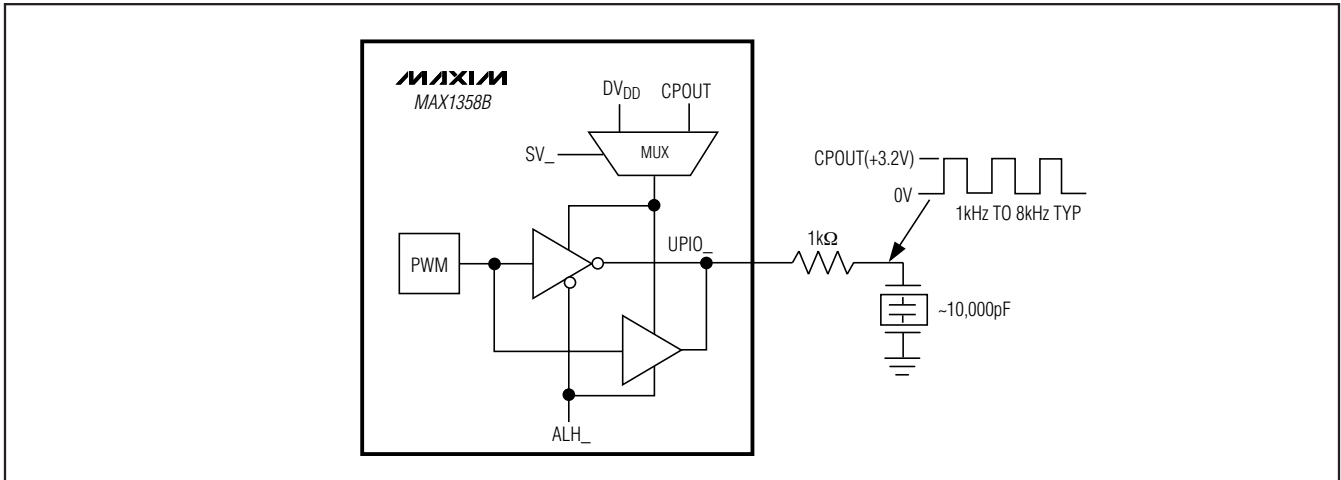 MAXIM
MAX1358B
DVDD
CPOUT
SV_
MUX
CPOUT(+3.2V)
0V
1kHz TO 8kHz TYP
PWM
UPIO_
1kΩ
~10,000pF
ALH_